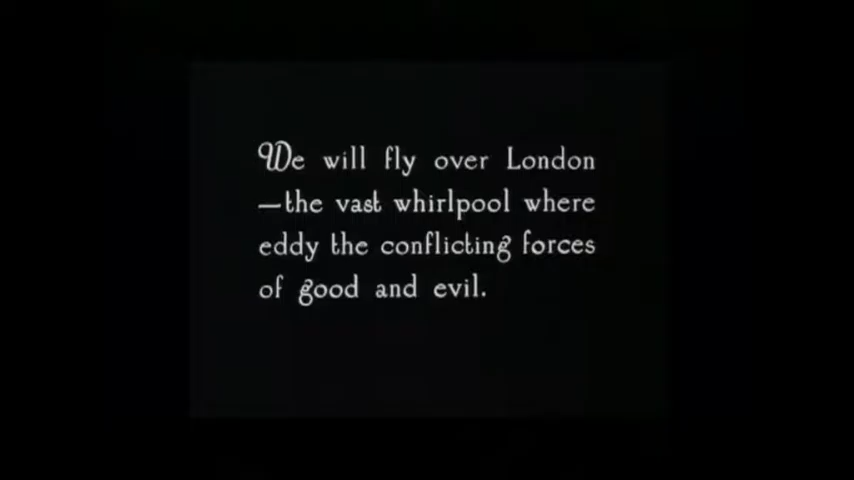 We will fly over London
—the vast whirlpool where
eddy the conflicting forces
of good and evil.